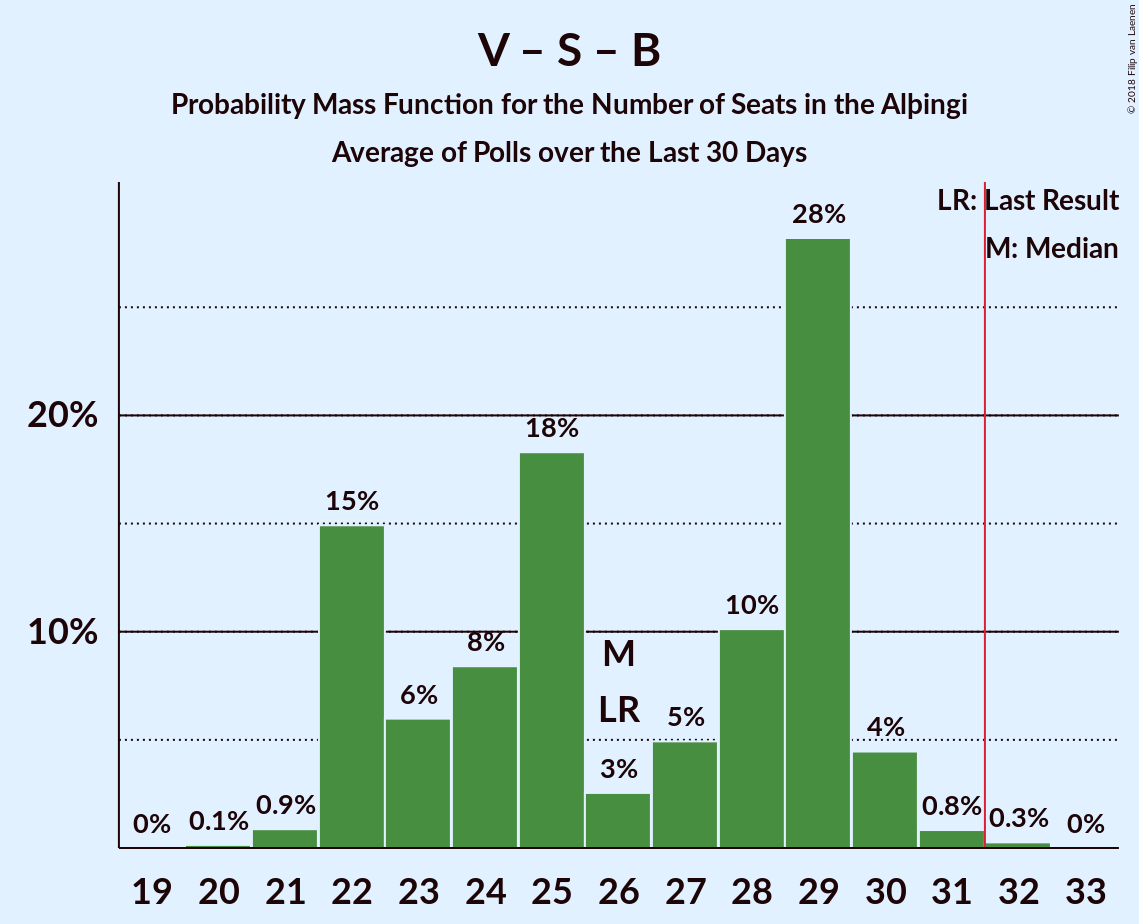 V – S – B
Probability Mass Function for the Number of Seats in the Alþingi
Average of Polls over the Last 30 Days
© 2018 Filip van Laenen
LR: Last Result
M: Median
28%
20%
18%
15%
10%
10%
8%
M
6%
LR
5%
4%
3%
0.9%
0.8%
0.1%
0.3%
0%
0%
19 20 21 22 23 24 25 26 27 28 29 30 31 32 33